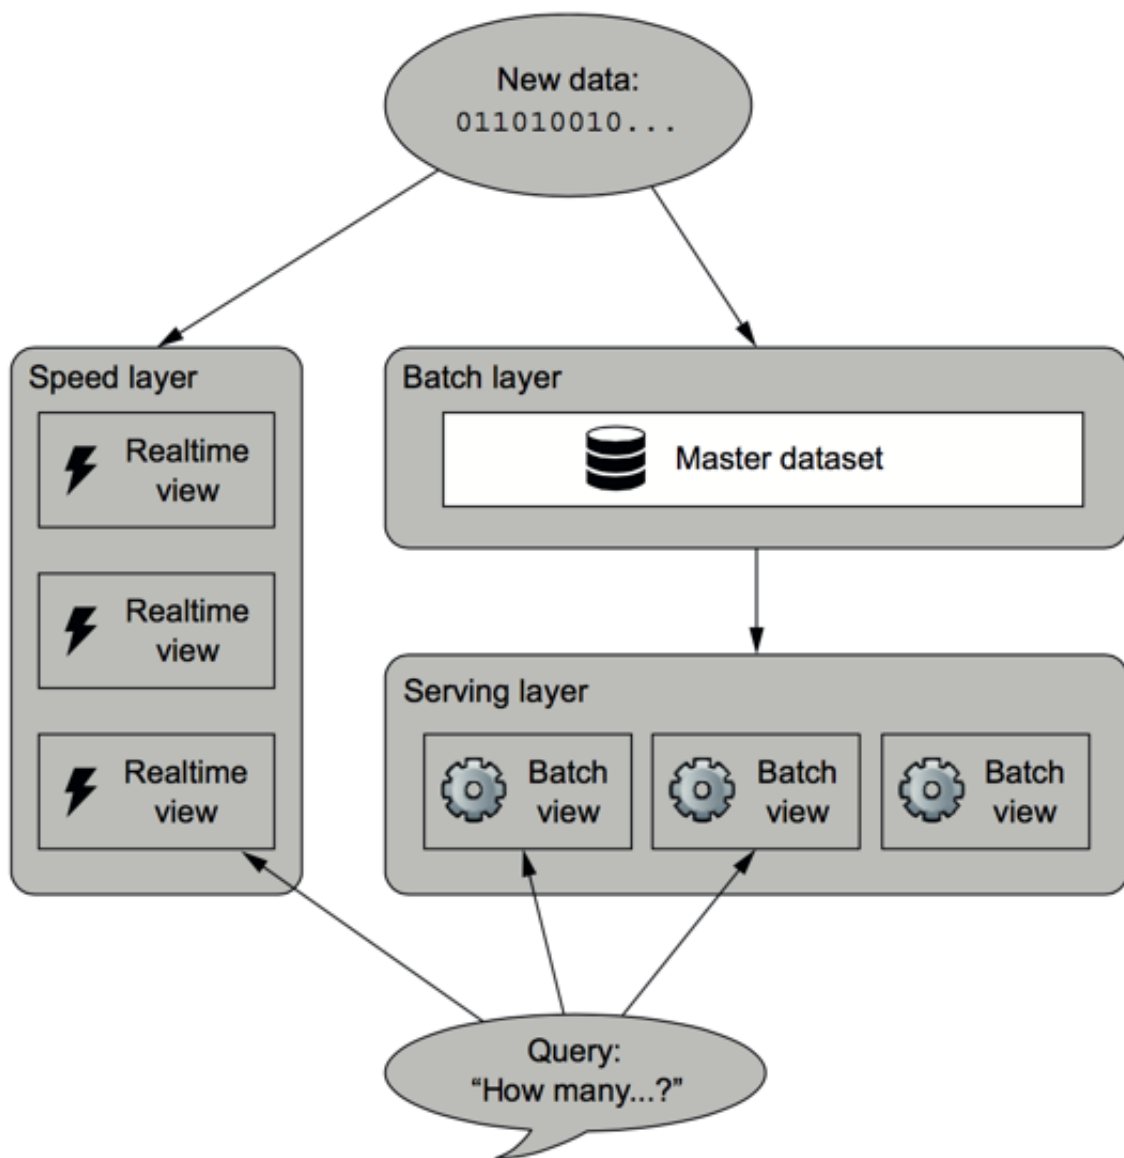 New data:
011010010...
Speed layer
Realtime
view
Realtime
view
Realtime
view
Batch layer
Master dataset
Serving layer
Batch
view
Batch
view
Batch
view
Query:
“How many...?”